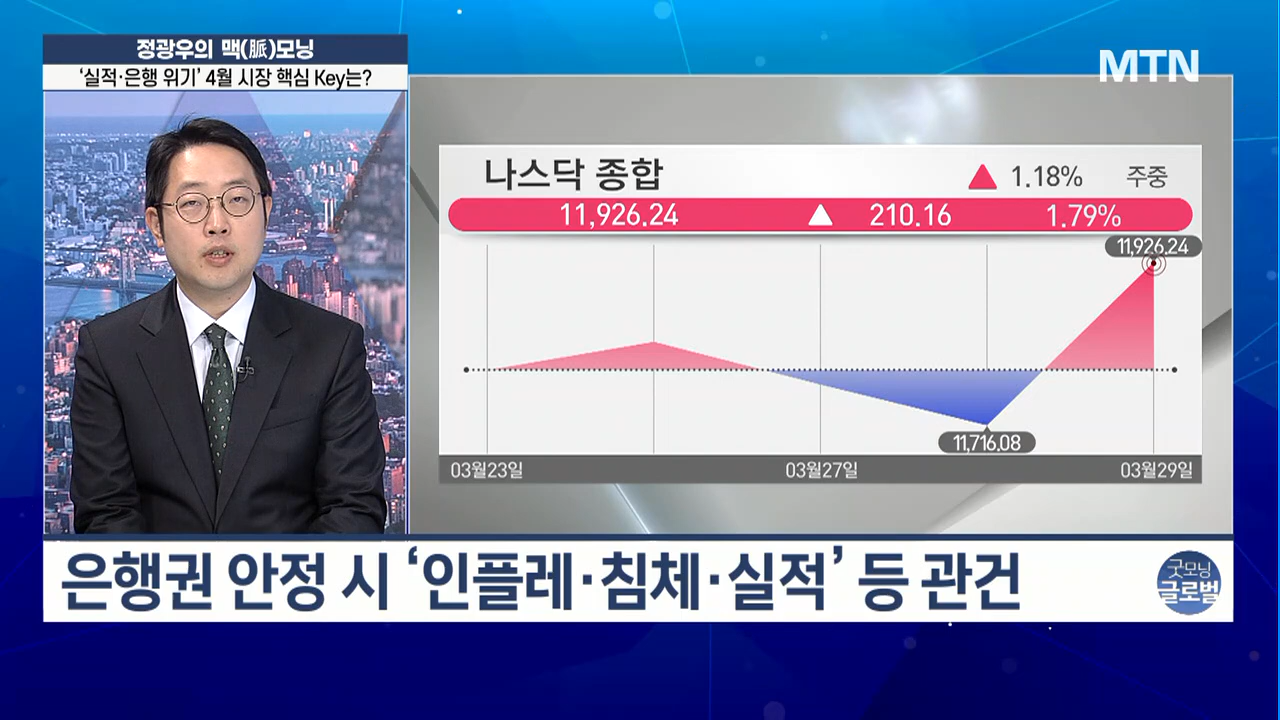 정광우의 맥(脈)모닝
‘실적·은행 위기’ 4월 시장 핵심 Key는?
MTN
나스닥 종합 ▲ 1.18% 주중
11,926.24 ▲ 210.16 1.79%
11,926.24
11,716.08
03월23일 03월27일 03월29일
은행권 안정 시 ‘인플레·침체·실적’ 등 관건
굿모닝
글로벌